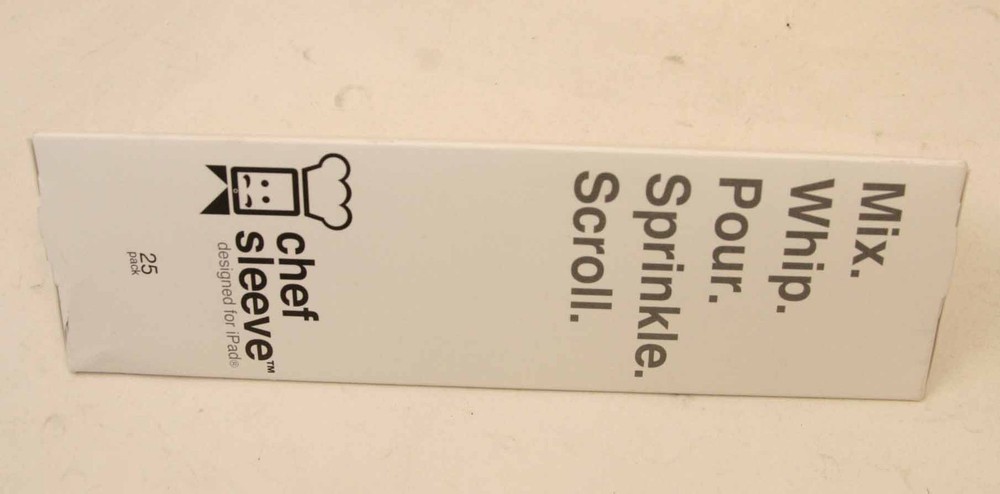 Mix.
Whip.
Pour.
Sprinkle.
Scroll.
chef
sleeve™
designed for iPad®
25
pack